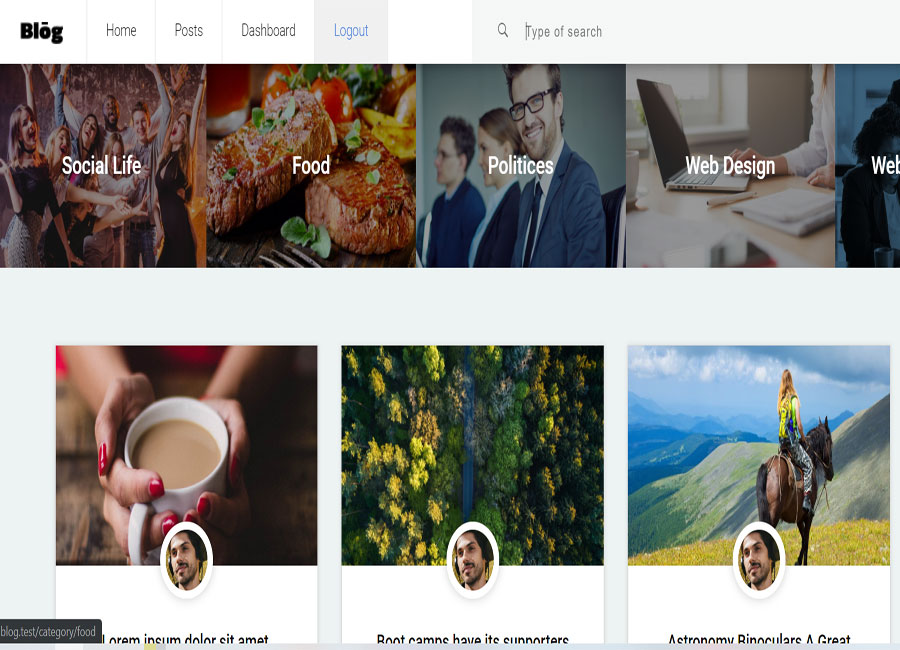 Blōg
Home
Posts
Dashboard
Logout
Type of search
Social Life
Food
Politices
Web Design
Web
Lorem ipsum dolor sit amet
Boot camps have its supporters
Astronomy Binoculars A Great
blog.test/category/food